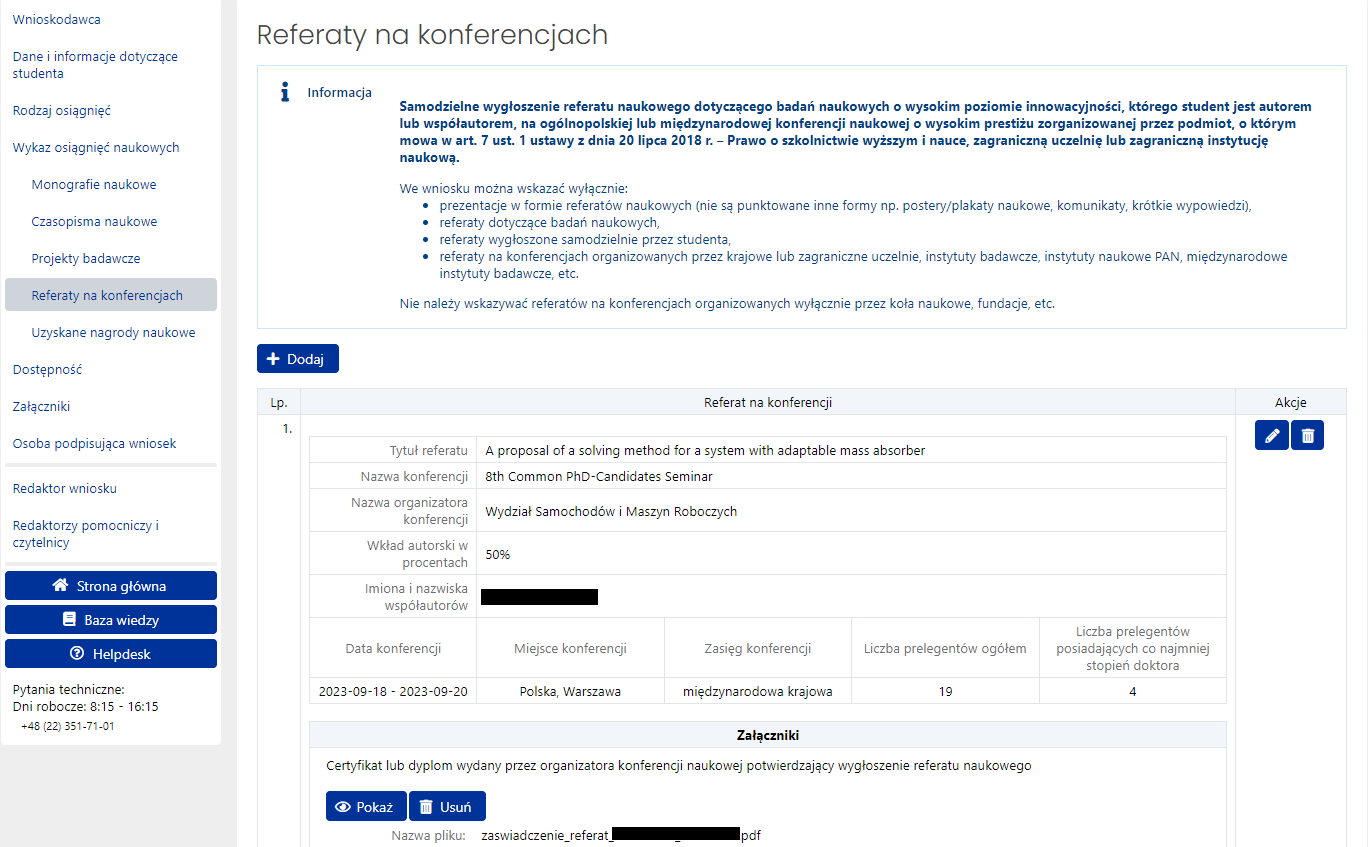 Wnioskodawca
Dane i informacje dotyczące
studenta
Rodzaj osiągnięć
Wykaz osiągnięć naukowych
Monografie naukowe
Czasopisma naukowe
Projekty badawcze
Referaty na konferencjach
Uzyskane nagrody naukowe
Dostępność
Załączniki
Osoba podpisująca wniosek
Redaktor wniosku
Redaktorzy pomocniczy i
czytelnicy
Strona główna
Baza wiedzy
Helpdesk
Pytania techniczne:
Dni robocze: 8:15 - 16:15
+48 (22) 351-71-01
Referaty na konferencjach
Informacja
Samodzielne wygłoszenie referatu naukowego dotyczącego badań naukowych o wysokim poziomie innowacyjności, którego student jest autorem
lub współautorem, na ogólnopolskiej lub międzynarodowej konferencji naukowej o wysokim prestiżu zorganizowanej przez podmiot, o którym
mowa w art. 7 ust. 1 ustawy z dnia 20 lipca 2018 r. – Prawo o szkolnictwie wyższym i nauce, zagraniczną uczelnię lub zagraniczną instytucję
naukową.
We wniosku można wskazać wyłącznie:
• prezentacje w formie referatów naukowych (nie są punktowane inne formy np. postery/plakaty naukowe, komunikaty, krótkie wypowiedzi),
• referaty dotyczące badań naukowych,
• referaty wygłoszone samodzielnie przez studenta,
• referaty na konferencjach organizowanych przez krajowe lub zagraniczne uczelnie, instytuty badawcze, instytuty naukowe PAN, międzynarodowe
instytuty badawcze, etc.
Nie należy wskazywać referatów na konferencjach organizowanych wyłącznie przez koła naukowe, fundacje, etc.
Dodaj
Lp. Referat na konferencji Akcje
1.
Tytuł referatu A proposal of a solving method for a system with adaptable mass absorber
Nazwa konferencji 8th Common PhD-Candidates Seminar
Nazwa organizatora
konferencji Wydział Samochodów i Maszyn Roboczych
Wkład autorski w
procentach 50%
Imiona i nazwiska
współautorów
Data konferencji Miejsce konferencji Zasięg konferencji Liczba prelegentów ogółem Liczba prelegentów
posiadających co najmniej
stopień doktora
2023-09-18 - 2023-09-20 Polska, Warszawa międzynarodowa krajowa 19 4
Załączniki
Certyfikat lub dyplom wydany przez organizatora konferencji naukowej potwierdzający wygłoszenie referatu naukowego
Pokaż Usuń
Nazwa pliku: zaswiadczenie_referat_ _ pdf